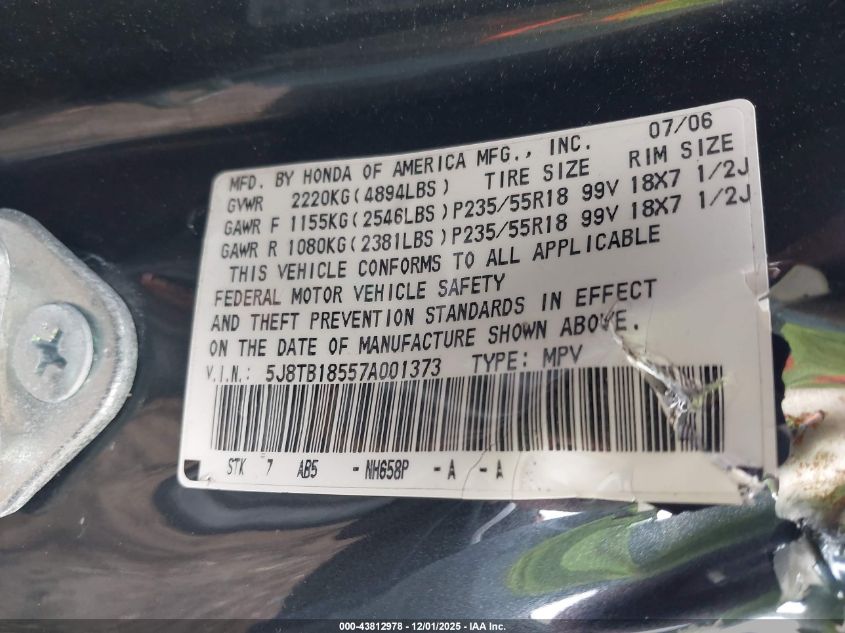 07/06
MFD. BY HONDA OF AMERICA MFG., INC.
GVWR 2220KG(4894LBS) TIRE SIZE RIM SIZE
GAWR F 1155KG(2546LBS)P235/55R18 99V 18X7 1/2J
GAWR R 1080KG(2381LBS)P235/55R18 99V 18X7 1/2J
THIS VEHICLE CONFORMS TO ALL APPLICABLE
FEDERAL MOTOR VEHICLE SAFETY
AND THEFT PREVENTION STANDARDS IN EFFECT
ON THE DATE OF MANUFACTURE SHOWN ABOVE.
V.I.N.: 5J8TB18557A001373 TYPE: MPV
STK 7 AB5 -NH658P -A -A
000-43812978 - 12/01/2025 - IAA Inc.